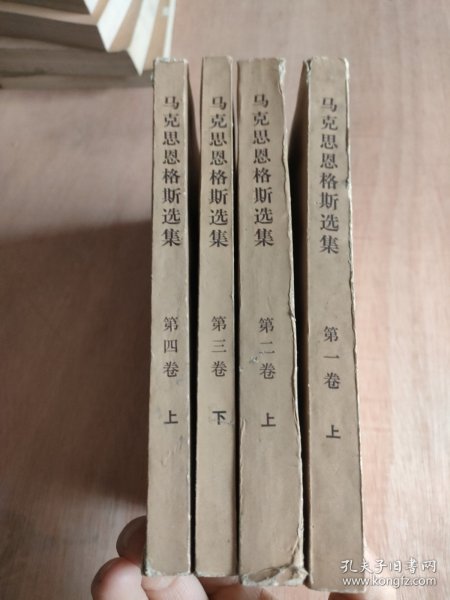 马克思恩格斯选集
第四卷
上
马克思恩格斯选集
第三卷
下
马克思恩格斯选集
第二卷
上
马克思恩格斯选集
第一卷
上
孔夫子旧书网
www.kongfz.com